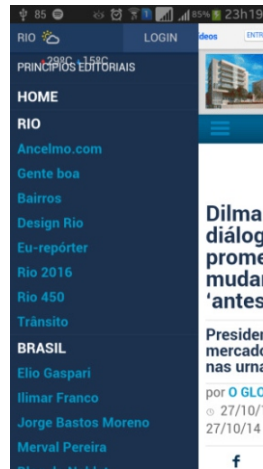 85 85% 23h19
RIO LOGIN
ideos
29ºC 15ºC
PRINCÍPIOS EDITORIAIS
HOME
RIO
Ancelmo.com
Gente boa
Bairros
Design Rio
Eu-repórter
Rio 2016
Rio 450
Trânsito
BRASIL
Elio Gaspari
Ilimar Franco
Jorge Bastos Moreno
Merval Pereira
Dilma
diálog
prome
mudar
‘antes
Presiden
mercado
nas urna
por O GLO
27/10/
27/10/14
f